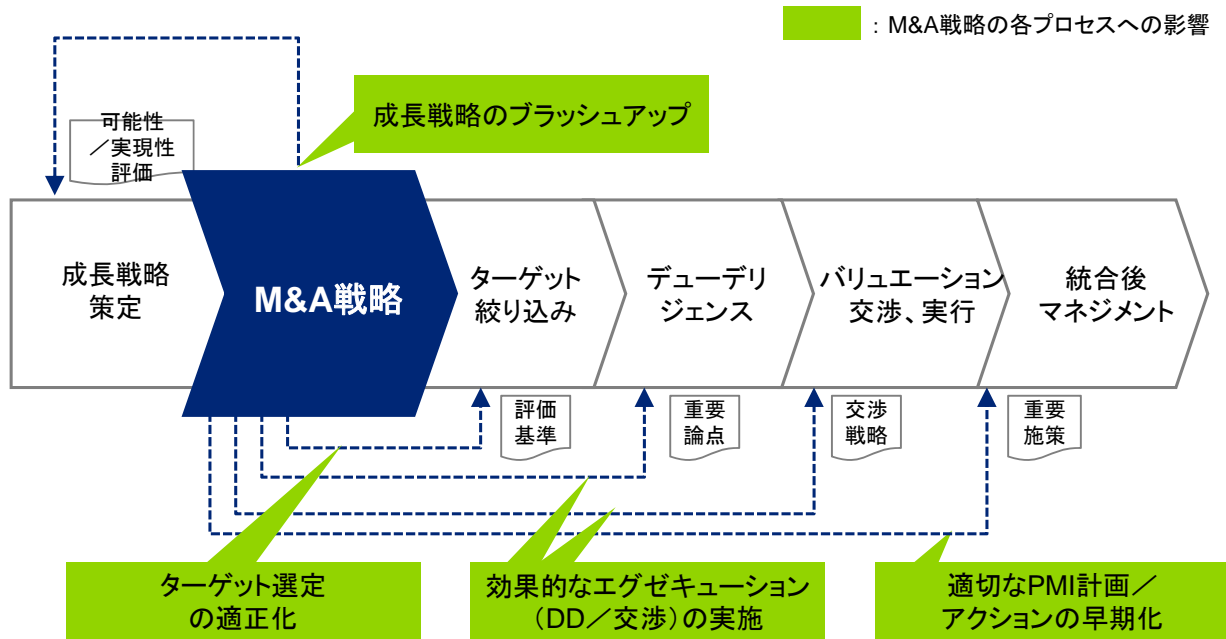 ：M&A戦略の各プロセスへの影響
成長戦略のブラッシュアップ
可能性
／実現性
評価
成長戦略
策定
M&A戦略
ターゲット
絞り込み
デューデリ
ジェンス
バリュエーション
交渉、実行
統合後
マネジメント
評価
基準
重要
論点
交渉
戦略
重要
施策
ターゲット選定
の適正化
効果的なエグゼキューション
（DD／交渉）の実施
適切なPMI計画／
アクションの早期化